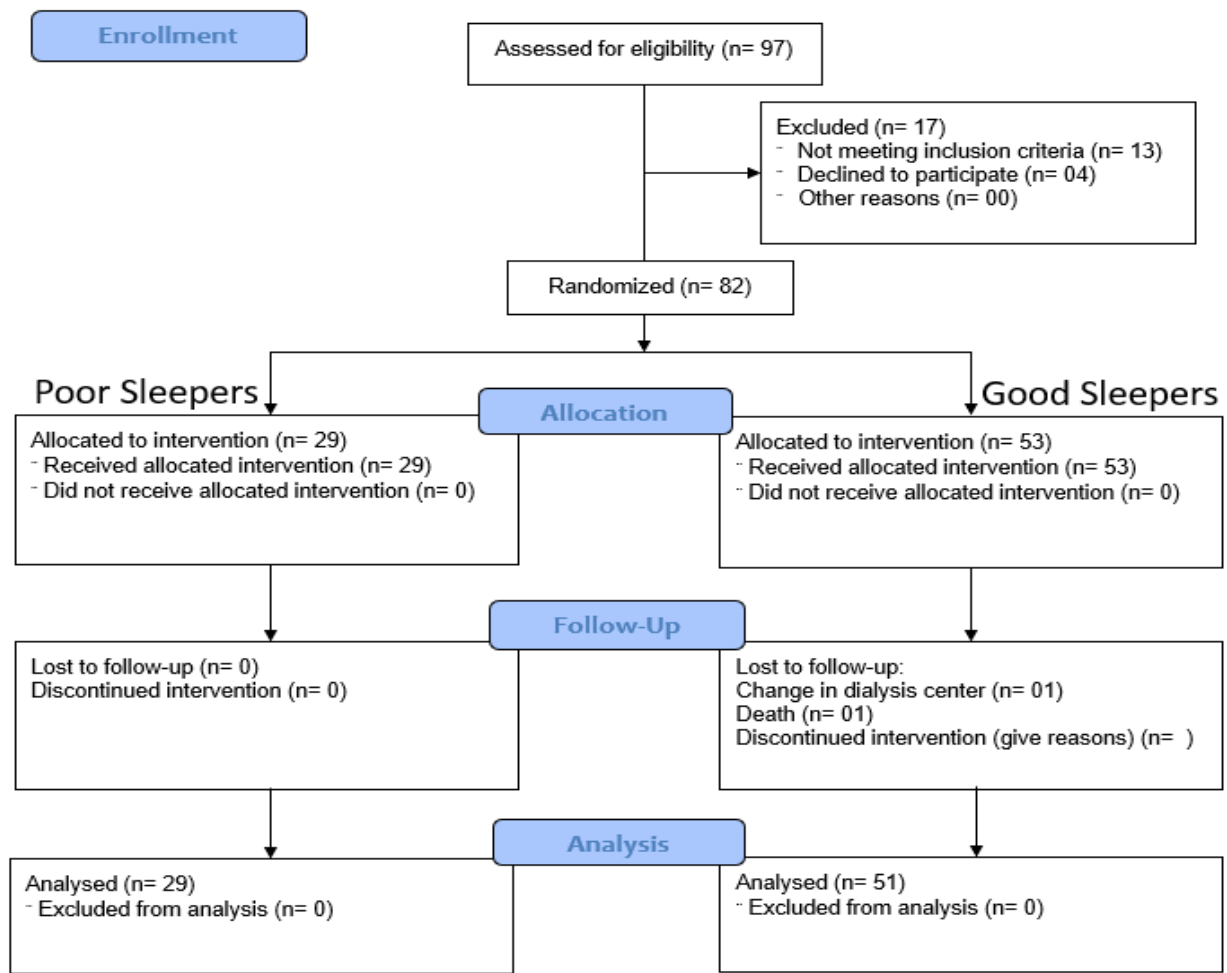 Enrollment
Assessed for eligibility (n= 97)
Excluded (n= 17)
- Not meeting inclusion criteria (n= 13)
- Declined to participate (n= 04)
- Other reasons (n= 00)
Randomized (n= 82)
Poor Sleepers
Good Sleepers
Allocation
Allocated to intervention (n= 29)
- Received allocated intervention (n= 29)
- Did not receive allocated intervention (n= 0)
Allocated to intervention (n= 53)
- Received allocated intervention (n= 53)
- Did not receive allocated intervention (n= 0)
Follow-Up
Lost to follow-up (n= 0)
Discontinued intervention (n= 0)
Lost to follow-up:
Change in dialysis center (n= 01)
Death (n= 01)
Discontinued intervention (give reasons) (n=  )
Analysis
Analysed (n= 29)
- Excluded from analysis (n= 0)
Analysed (n= 51)
- Excluded from analysis (n= 0)